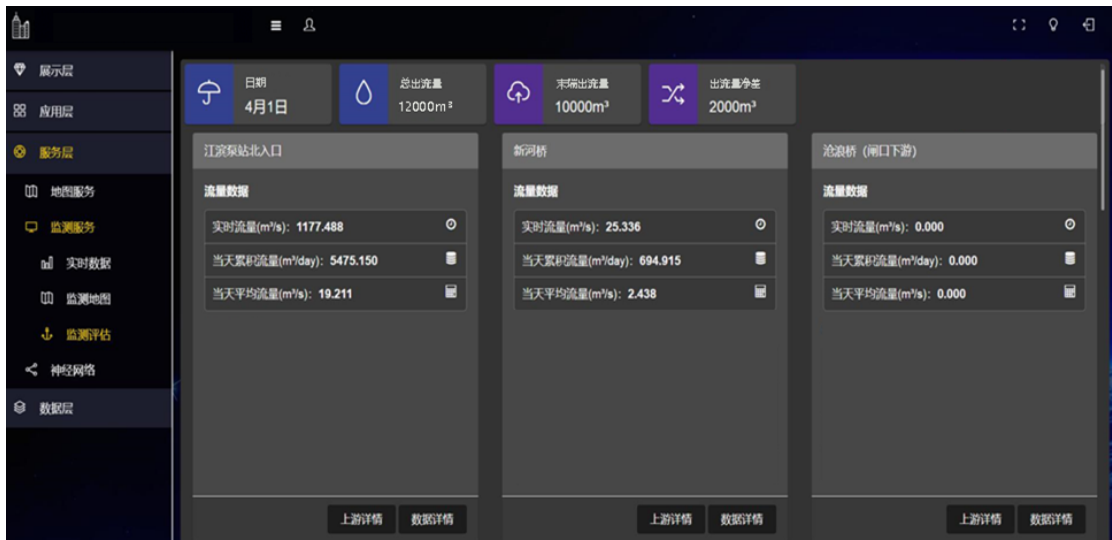 展示层
应用层
服务层
地图服务
监测服务
实时数据
监测地图
监测评估
神经网络
数据层
日期
4月1日
总出流量
12000m³
末端出流量
10000m³
出流量净差
2000m³
江滨泵站北入口
流量数据
实时流量(m³/s): 1177.488
当天累积流量(m³/day): 5475.150
当天平均流量(m³/s): 19.211
上游详情 数据详情
新河桥
流量数据
实时流量(m³/s): 25.336
当天累积流量(m³/day): 694.915
当天平均流量(m³/s): 2.438
上游详情 数据详情
沧浪桥 (闸口下游)
流量数据
实时流量(m³/s): 0.000
当天累积流量(m³/day): 0.000
当天平均流量(m³/s): 0.000
上游详情 数据详情